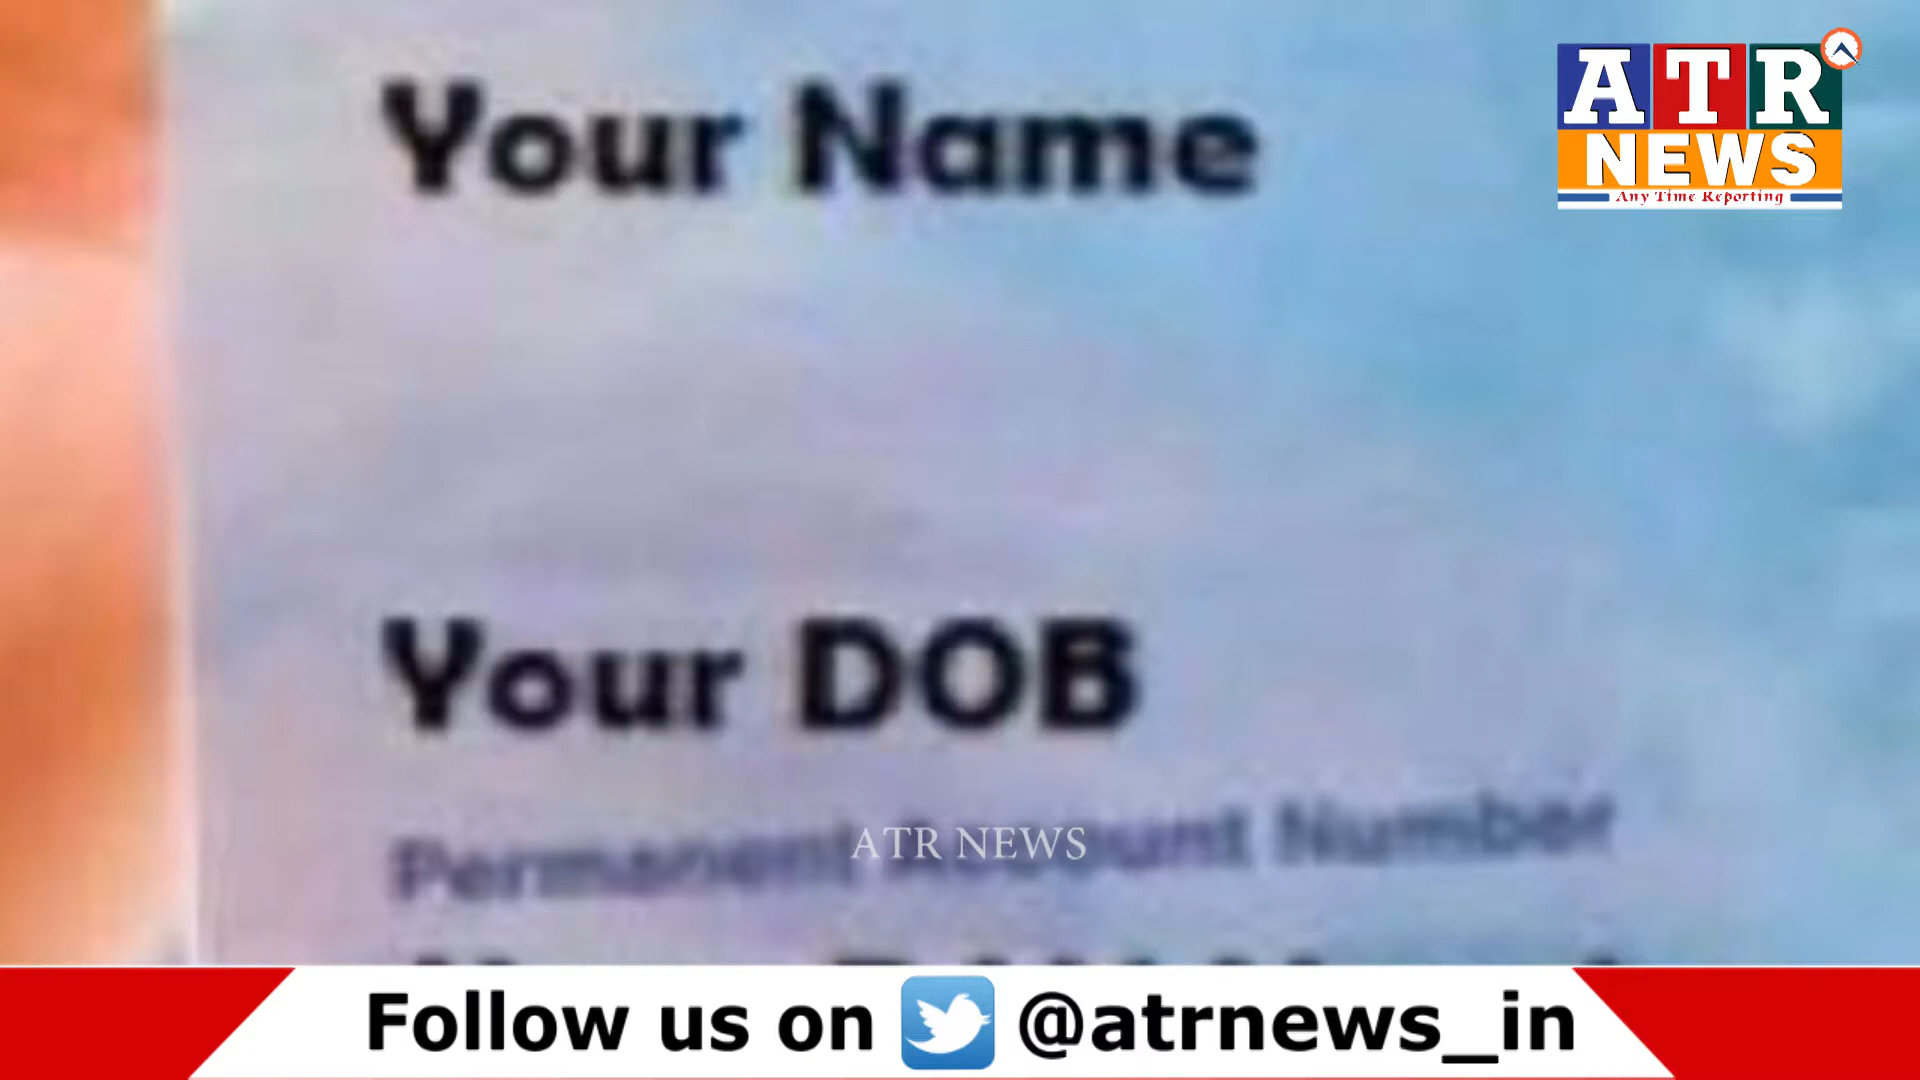 Your Name
ATR
NEWS
Any Time Reporting
Your DOB
Permanent Account Number
ATR NEWS
Follow us on @atrnews_in